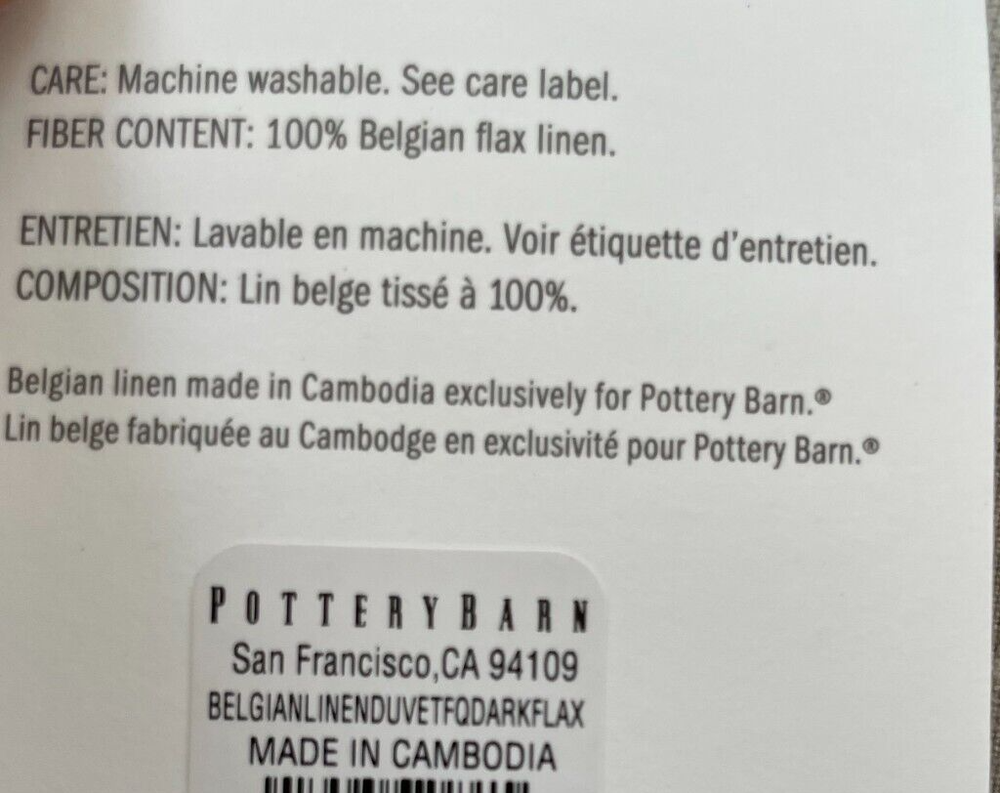 CARE: Machine washable. See care label.
FIBER CONTENT: 100% Belgian flax linen.
ENTRETIEN: Lavable en machine. Voir étiquette d'entretien.
COMPOSITION: Lin belge tissé à 100%.
Belgian linen made in Cambodia exclusively for Pottery Barn.®
Lin belge fabriquée au Cambodge en exclusivité pour Pottery Barn.®
POTTERY BARN
San Francisco,CA 94109
BELGIANLINENDUVETFQDARKFLAX
MADE IN CAMBODIA